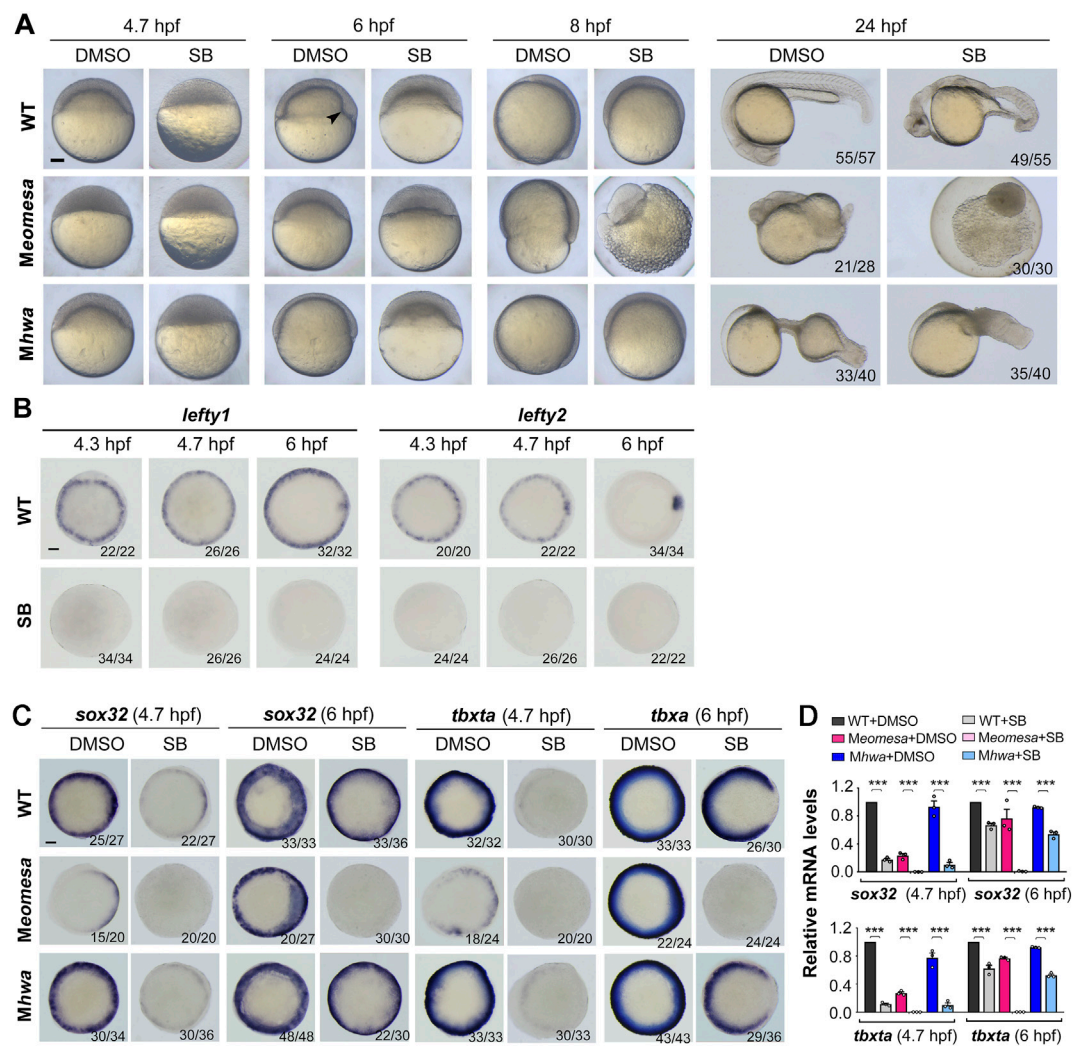 A
4.7 hpf 6 hpf 8 hpf 24 hpf
DMSO SB DMSO SB DMSO SB DMSO SB
WT
55/57 49/55
Meomesa
21/28 30/30
Mhwa
33/40 35/40
B
lefty1 lefty2
4.3 hpf 4.7 hpf 6 hpf 4.3 hpf 4.7 hpf 6 hpf
WT
22/22 26/26 32/32 20/20 22/22 34/34
SB
34/34 26/26 24/24 24/24 26/26 22/22
C
sox32 (4.7 hpf) sox32 (6 hpf) tbxta (4.7 hpf) tbxa (6 hpf)
DMSO SB DMSO SB DMSO SB DMSO SB
WT
25/27 22/27 33/33 33/36 32/32 30/30 33/33 26/30
Meomesa
15/20 20/20 20/27 30/30 18/24 20/20 22/24 24/24
Mhwa
30/34 30/36 48/48 22/30 33/33 30/33 43/43 29/36
D
WT+DMSO WT+SB
Meomesa+DMSO Meomesa+SB
Mhwa+DMSO Mhwa+SB
Relative mRNA levels
1.2 *** *** *** *** *** ***
0.8
0.4
0.0
sox32 (4.7 hpf) sox32 (6 hpf)
1.2 *** *** *** *** *** ***
0.8
0.4
0.0
tbxta (4.7 hpf) tbxta (6 hpf)